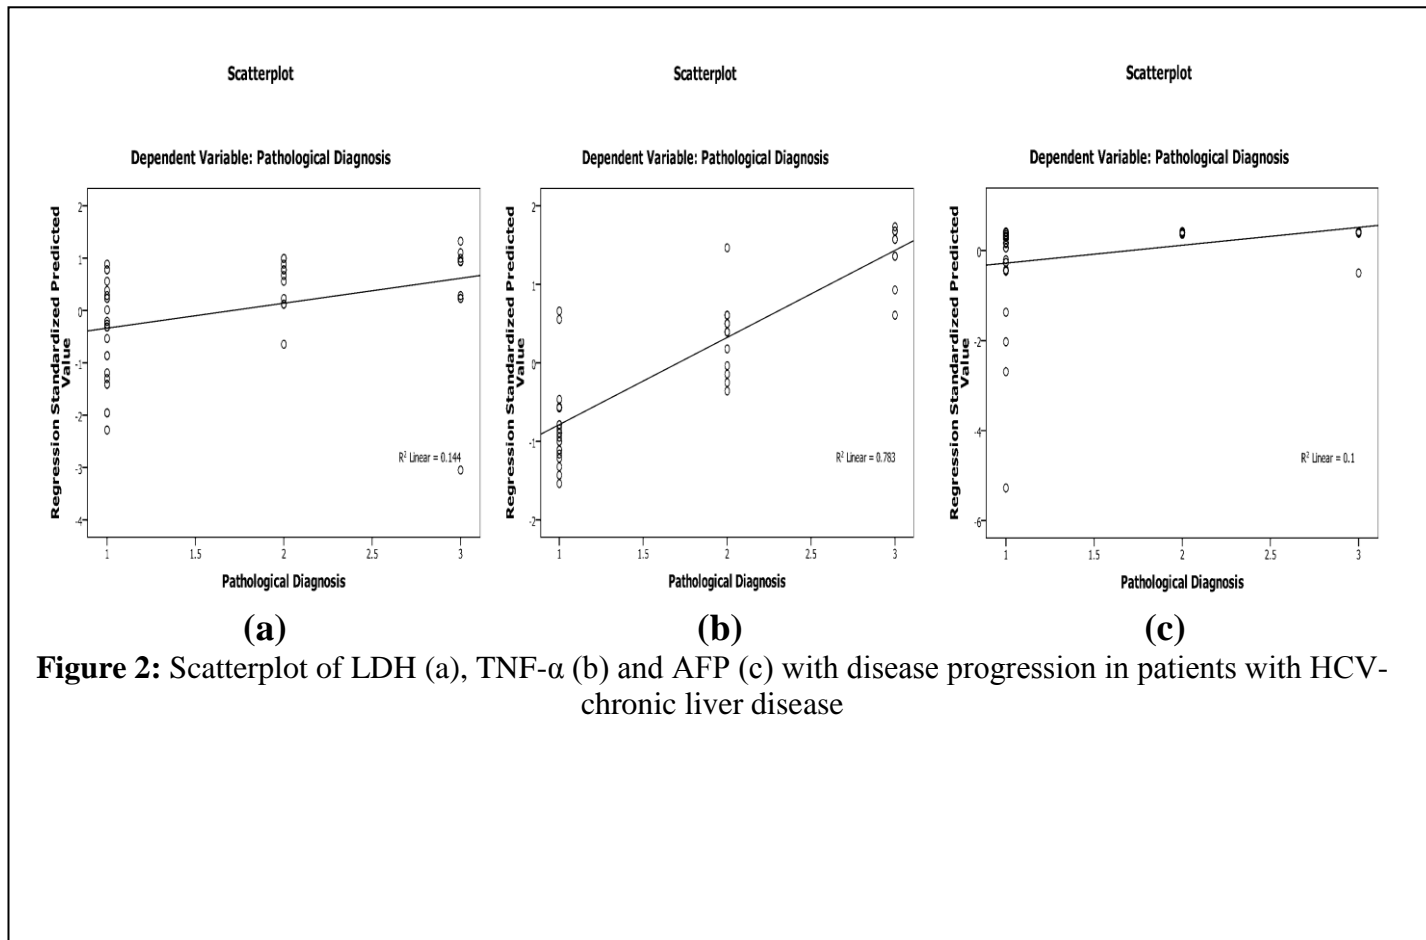 Scatterplot
Dependent Variable: Pathological Diagnosis
Regression Standardized Predicted
Value
2
1
0
-1
-2
-3
-4
R² Linear = 0.144
1
1.5
2
2.5
3
Pathological Diagnosis
(a)
Scatterplot
Dependent Variable: Pathological Diagnosis
Regression Standardized Predicted
Value
2
1
0
-1
-2
R² Linear = 0.783
1
1.5
2
2.5
3
Pathological Diagnosis
(b)
Scatterplot
Dependent Variable: Pathological Diagnosis
Regression Standardized Predicted
Value
0
-2
-4
-6
R² Linear = 0.1
1
1.5
2
2.5
3
Pathological Diagnosis
(c)
Figure 2: Scatterplot of LDH (a), TNF-α (b) and AFP (c) with disease progression in patients with HCV-
chronic liver disease